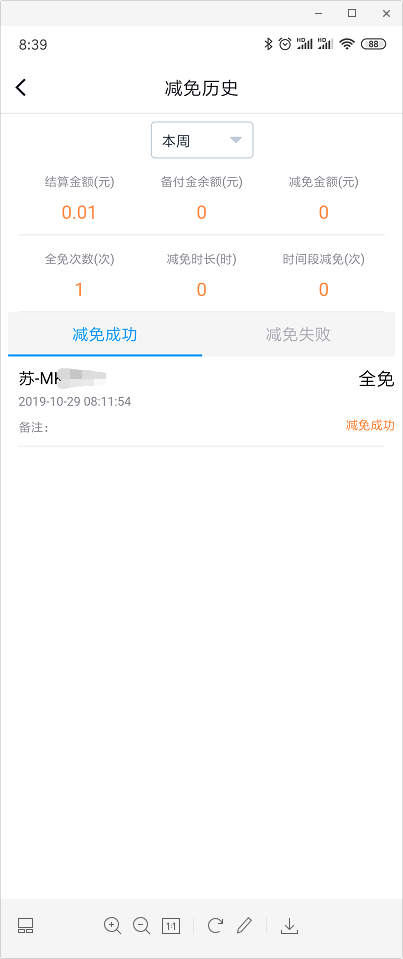 8:39
HD
HD
88
减免历史
本周
结算金额(元) 备付金余额(元) 减免金额(元)
0.01 0 0
全免次数(次) 减免时长(时) 时间段减免(次)
1 0 0
减免成功 减免失败
苏-M 全免
2019-10-29 08:11:54
备注: 减免成功
1:1